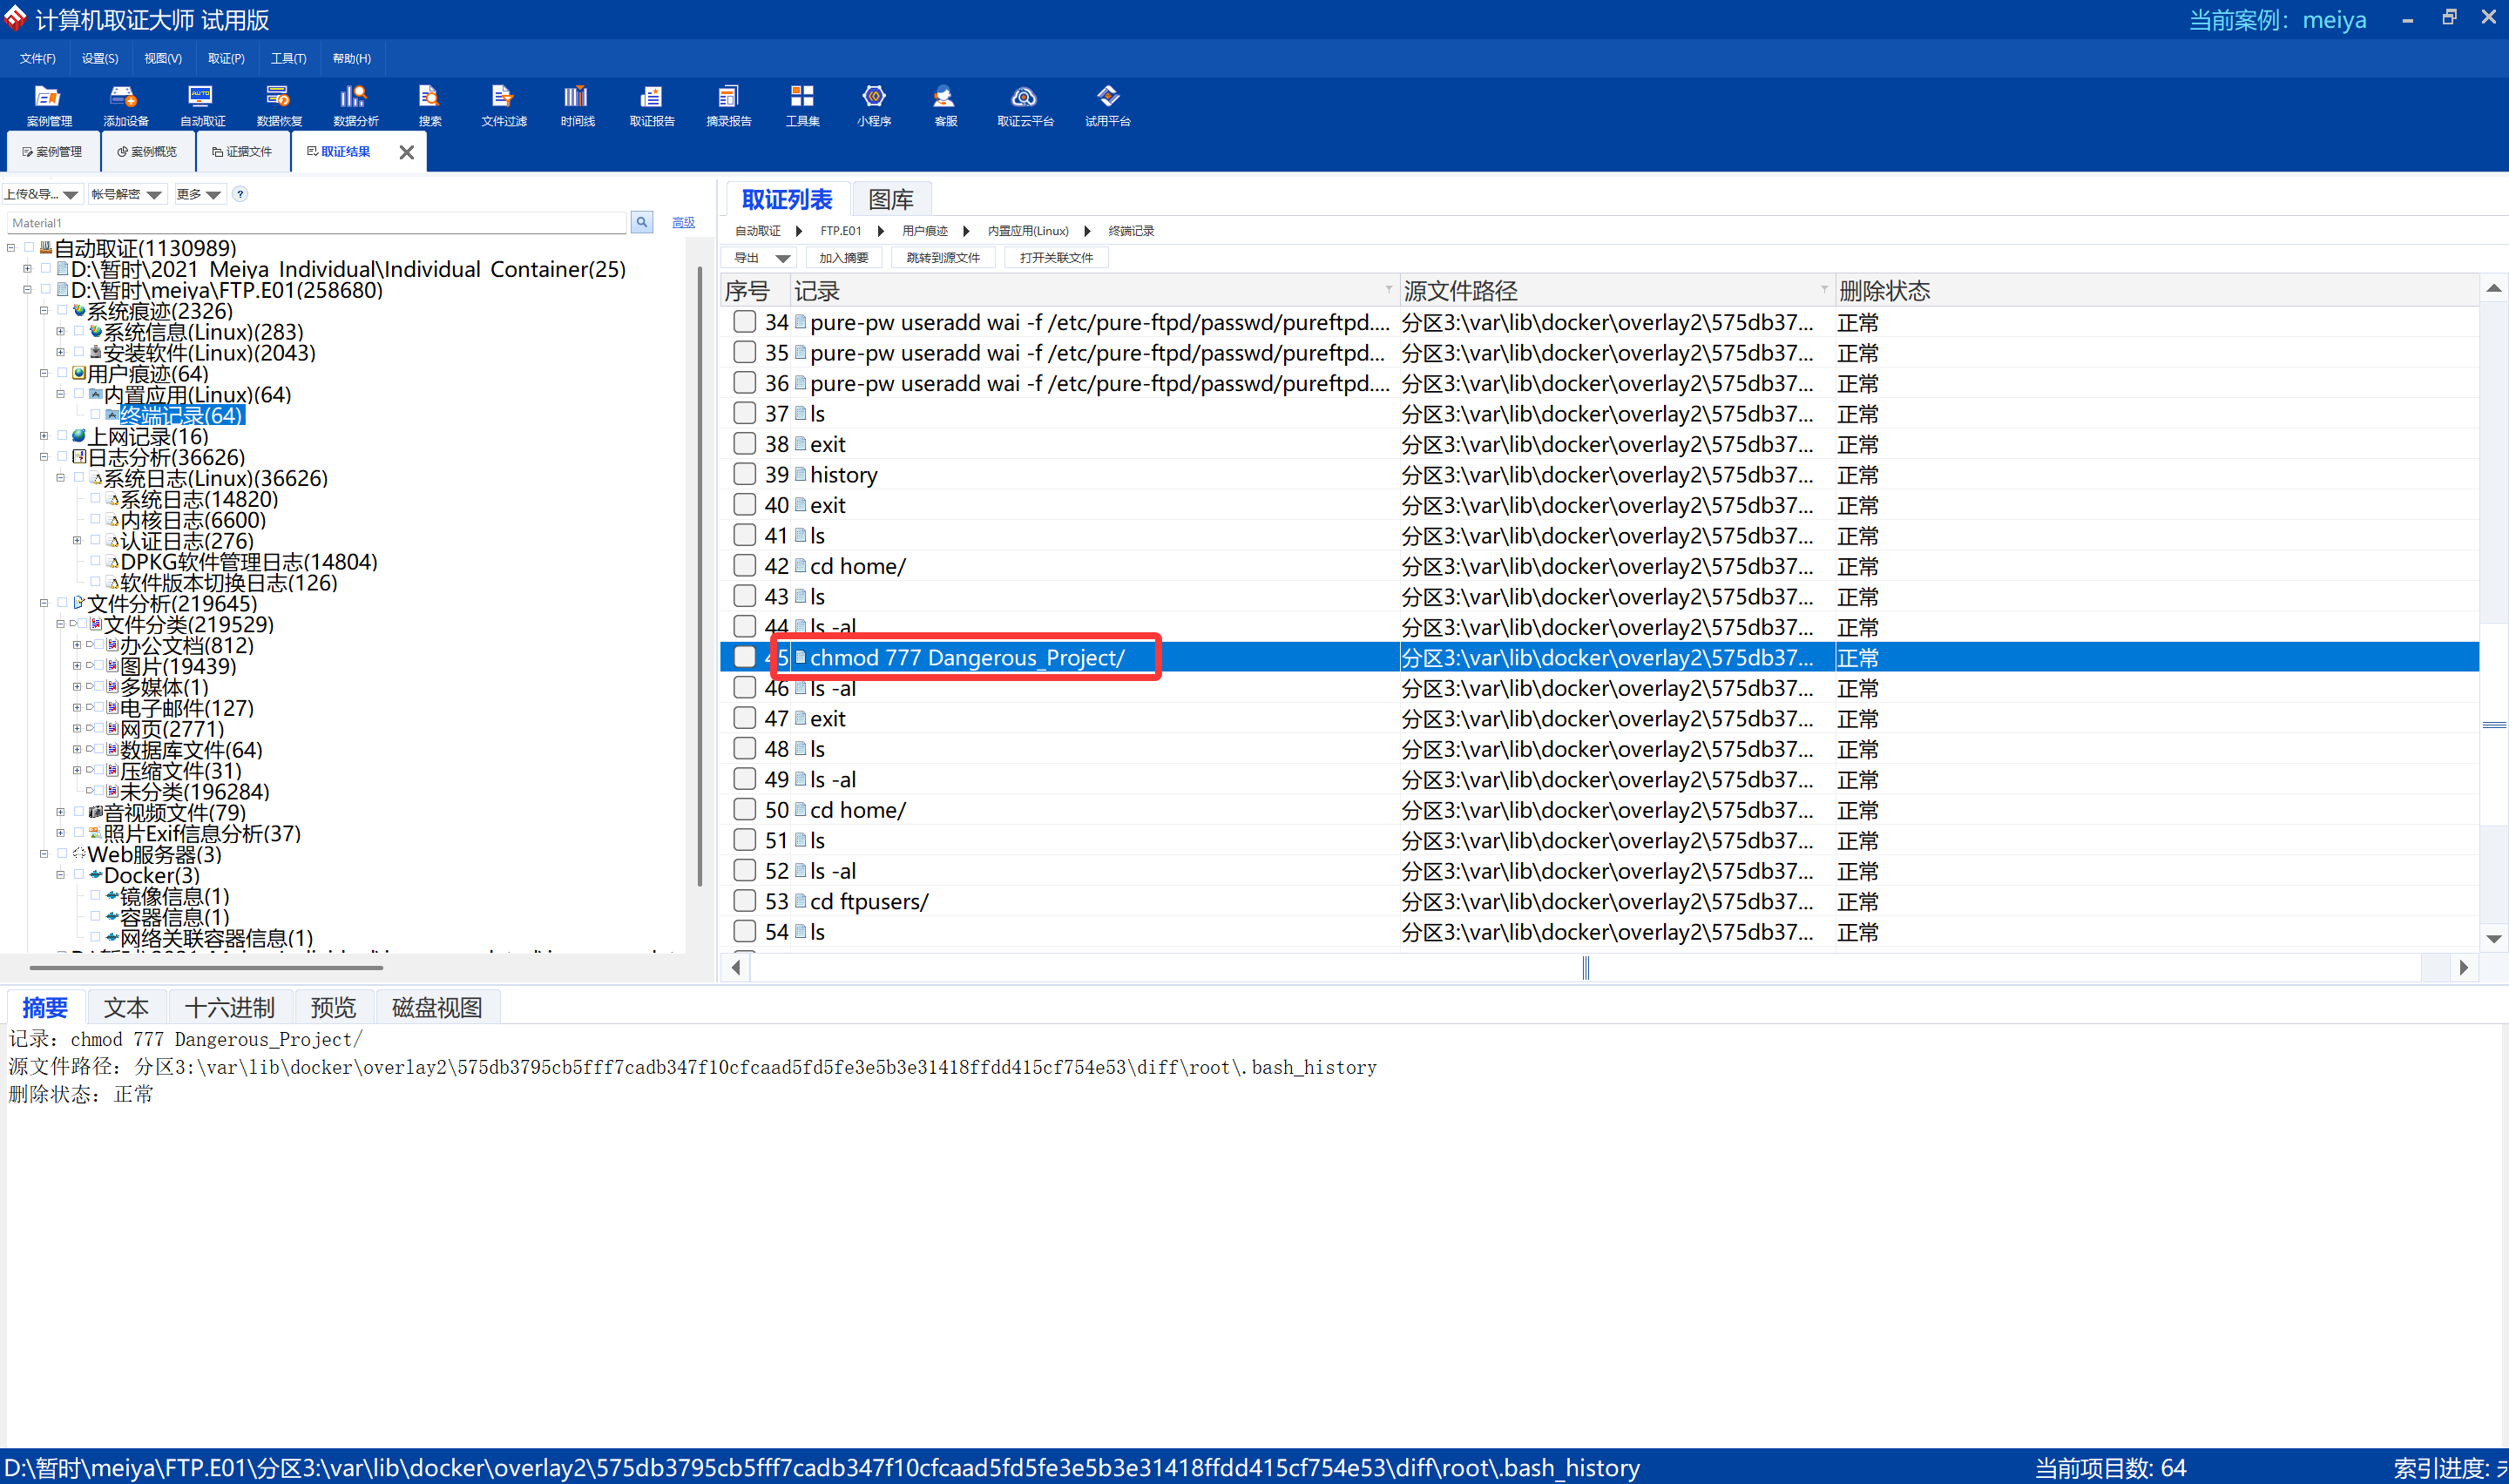 计算机取证大师 试用版
当前案例：meiya
文件(F) 设置(S) 视图(V) 取证(P) 工具(T) 帮助(H)
案例管理 添加设备 自动取证 数据恢复 数据分析 搜索 文件过滤 时间线 取证报告 摘录报告 工具集 小程序 客服 取证云平台 试用平台
案例管理 案例概览 证据文件 取证结果
上传&导... 帐号解密 更多 ?
Material1 高级
自动取证(1130989)
D:\暂时\2021 Meiya Individual\Individual Container(25)
D:\暂时\meiya\FTP.E01(258680)
系统痕迹(2326)
系统信息(Linux)(283)
安装软件(Linux)(2043)
用户痕迹(64)
内置应用(Linux)(64)
终端记录(64)
上网记录(16)
日志分析(36626)
系统日志(Linux)(36626)
系统日志(14820)
内核日志(6600)
认证日志(276)
DPKG软件管理日志(14804)
软件版本切换日志(126)
文件分析(219645)
文件分类(219529)
办公文档(812)
图片(19439)
多媒体(1)
电子邮件(127)
网页(2771)
数据库文件(64)
压缩文件(31)
未分类(196284)
音视频文件(79)
照片Exif信息分析(37)
Web服务器(3)
Docker(3)
镜像信息(1)
容器信息(1)
网络关联容器信息(1)
取证列表 图库
自动取证 FTP.E01 用户痕迹 内置应用(Linux) 终端记录
导出 加入摘要 跳转到源文件 打开关联文件
序号 记录 源文件路径 删除状态
34 pure-pw useradd wai -f /etc/pure-ftpd/passwd/pureftpd.... 分区3:\var\lib\docker\overlay2\575db37... 正常
35 pure-pw useradd wai -f /etc/pure-ftpd/passwd/pureftpd... 分区3:\var\lib\docker\overlay2\575db37... 正常
36 pure-pw useradd wai -f /etc/pure-ftpd/passwd/pureftpd.... 分区3:\var\lib\docker\overlay2\575db37... 正常
37 ls 分区3:\var\lib\docker\overlay2\575db37... 正常
38 exit 分区3:\var\lib\docker\overlay2\575db37... 正常
39 history 分区3:\var\lib\docker\overlay2\575db37... 正常
40 exit 分区3:\var\lib\docker\overlay2\575db37... 正常
41 ls 分区3:\var\lib\docker\overlay2\575db37... 正常
42 cd home/ 分区3:\var\lib\docker\overlay2\575db37... 正常
43 ls 分区3:\var\lib\docker\overlay2\575db37... 正常
44 ls -al 分区3:\var\lib\docker\overlay2\575db37... 正常
45 chmod 777 Dangerous_Project/ 分区3:\var\lib\docker\overlay2\575db37... 正常
46 ls -al 分区3:\var\lib\docker\overlay2\575db37... 正常
47 exit 分区3:\var\lib\docker\overlay2\575db37... 正常
48 ls 分区3:\var\lib\docker\overlay2\575db37... 正常
49 ls -al 分区3:\var\lib\docker\overlay2\575db37... 正常
50 cd home/ 分区3:\var\lib\docker\overlay2\575db37... 正常
51 ls 分区3:\var\lib\docker\overlay2\575db37... 正常
52 ls -al 分区3:\var\lib\docker\overlay2\575db37... 正常
53 cd ftpusers/ 分区3:\var\lib\docker\overlay2\575db37... 正常
54 ls 分区3:\var\lib\docker\overlay2\575db37... 正常
摘要 文本 十六进制 预览 磁盘视图
记录: chmod 777 Dangerous_Project/
源文件路径: 分区3:\var\lib\docker\overlay2\575db3795cb5fff7cadb347f10cfcaad5fd5fe3e5b3e31418ffdd415cf754e53\diff\root\.bash_history
删除状态: 正常
D:\暂时\meiya\FTP.E01\分区3:\var\lib\docker\overlay2\575db3795cb5fff7cadb347f10cfcaad5fd5fe3e5b3e31418ffdd415cf754e53\diff\root\.bash_history
当前项目数: 64
索引进度: